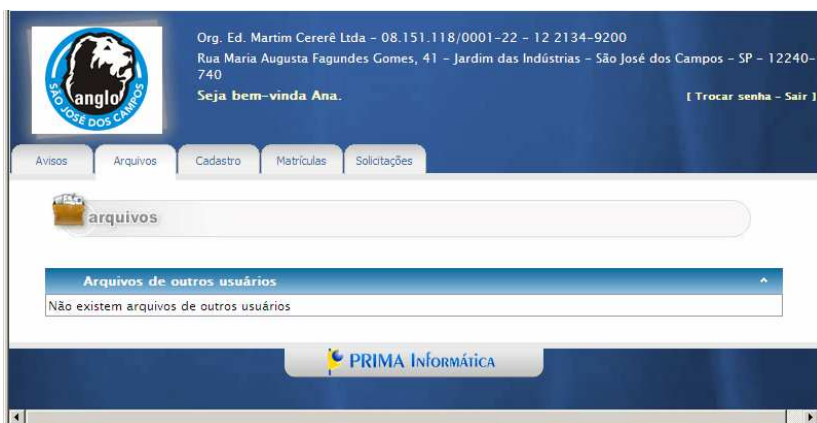 Org. Ed. Martim Cererê Ltda - 08.151.118/0001-22 - 12 2134-9200
Rua Maria Augusta Fagundes Gomes, 41 - Jardim das Indústrias - São José dos Campos - SP - 12240-
740
Seja bem-vinda Ana.
[ Trocar senha - Sair ]
anglo
SÃO JOSÉ DOS CAMPOS
Avisos
Arquivos
Cadastro
Matrículas
Solicitações
arquivos
Arquivos de outros usuários
Não existem arquivos de outros usuários
PRIMA INFORMÁTICA